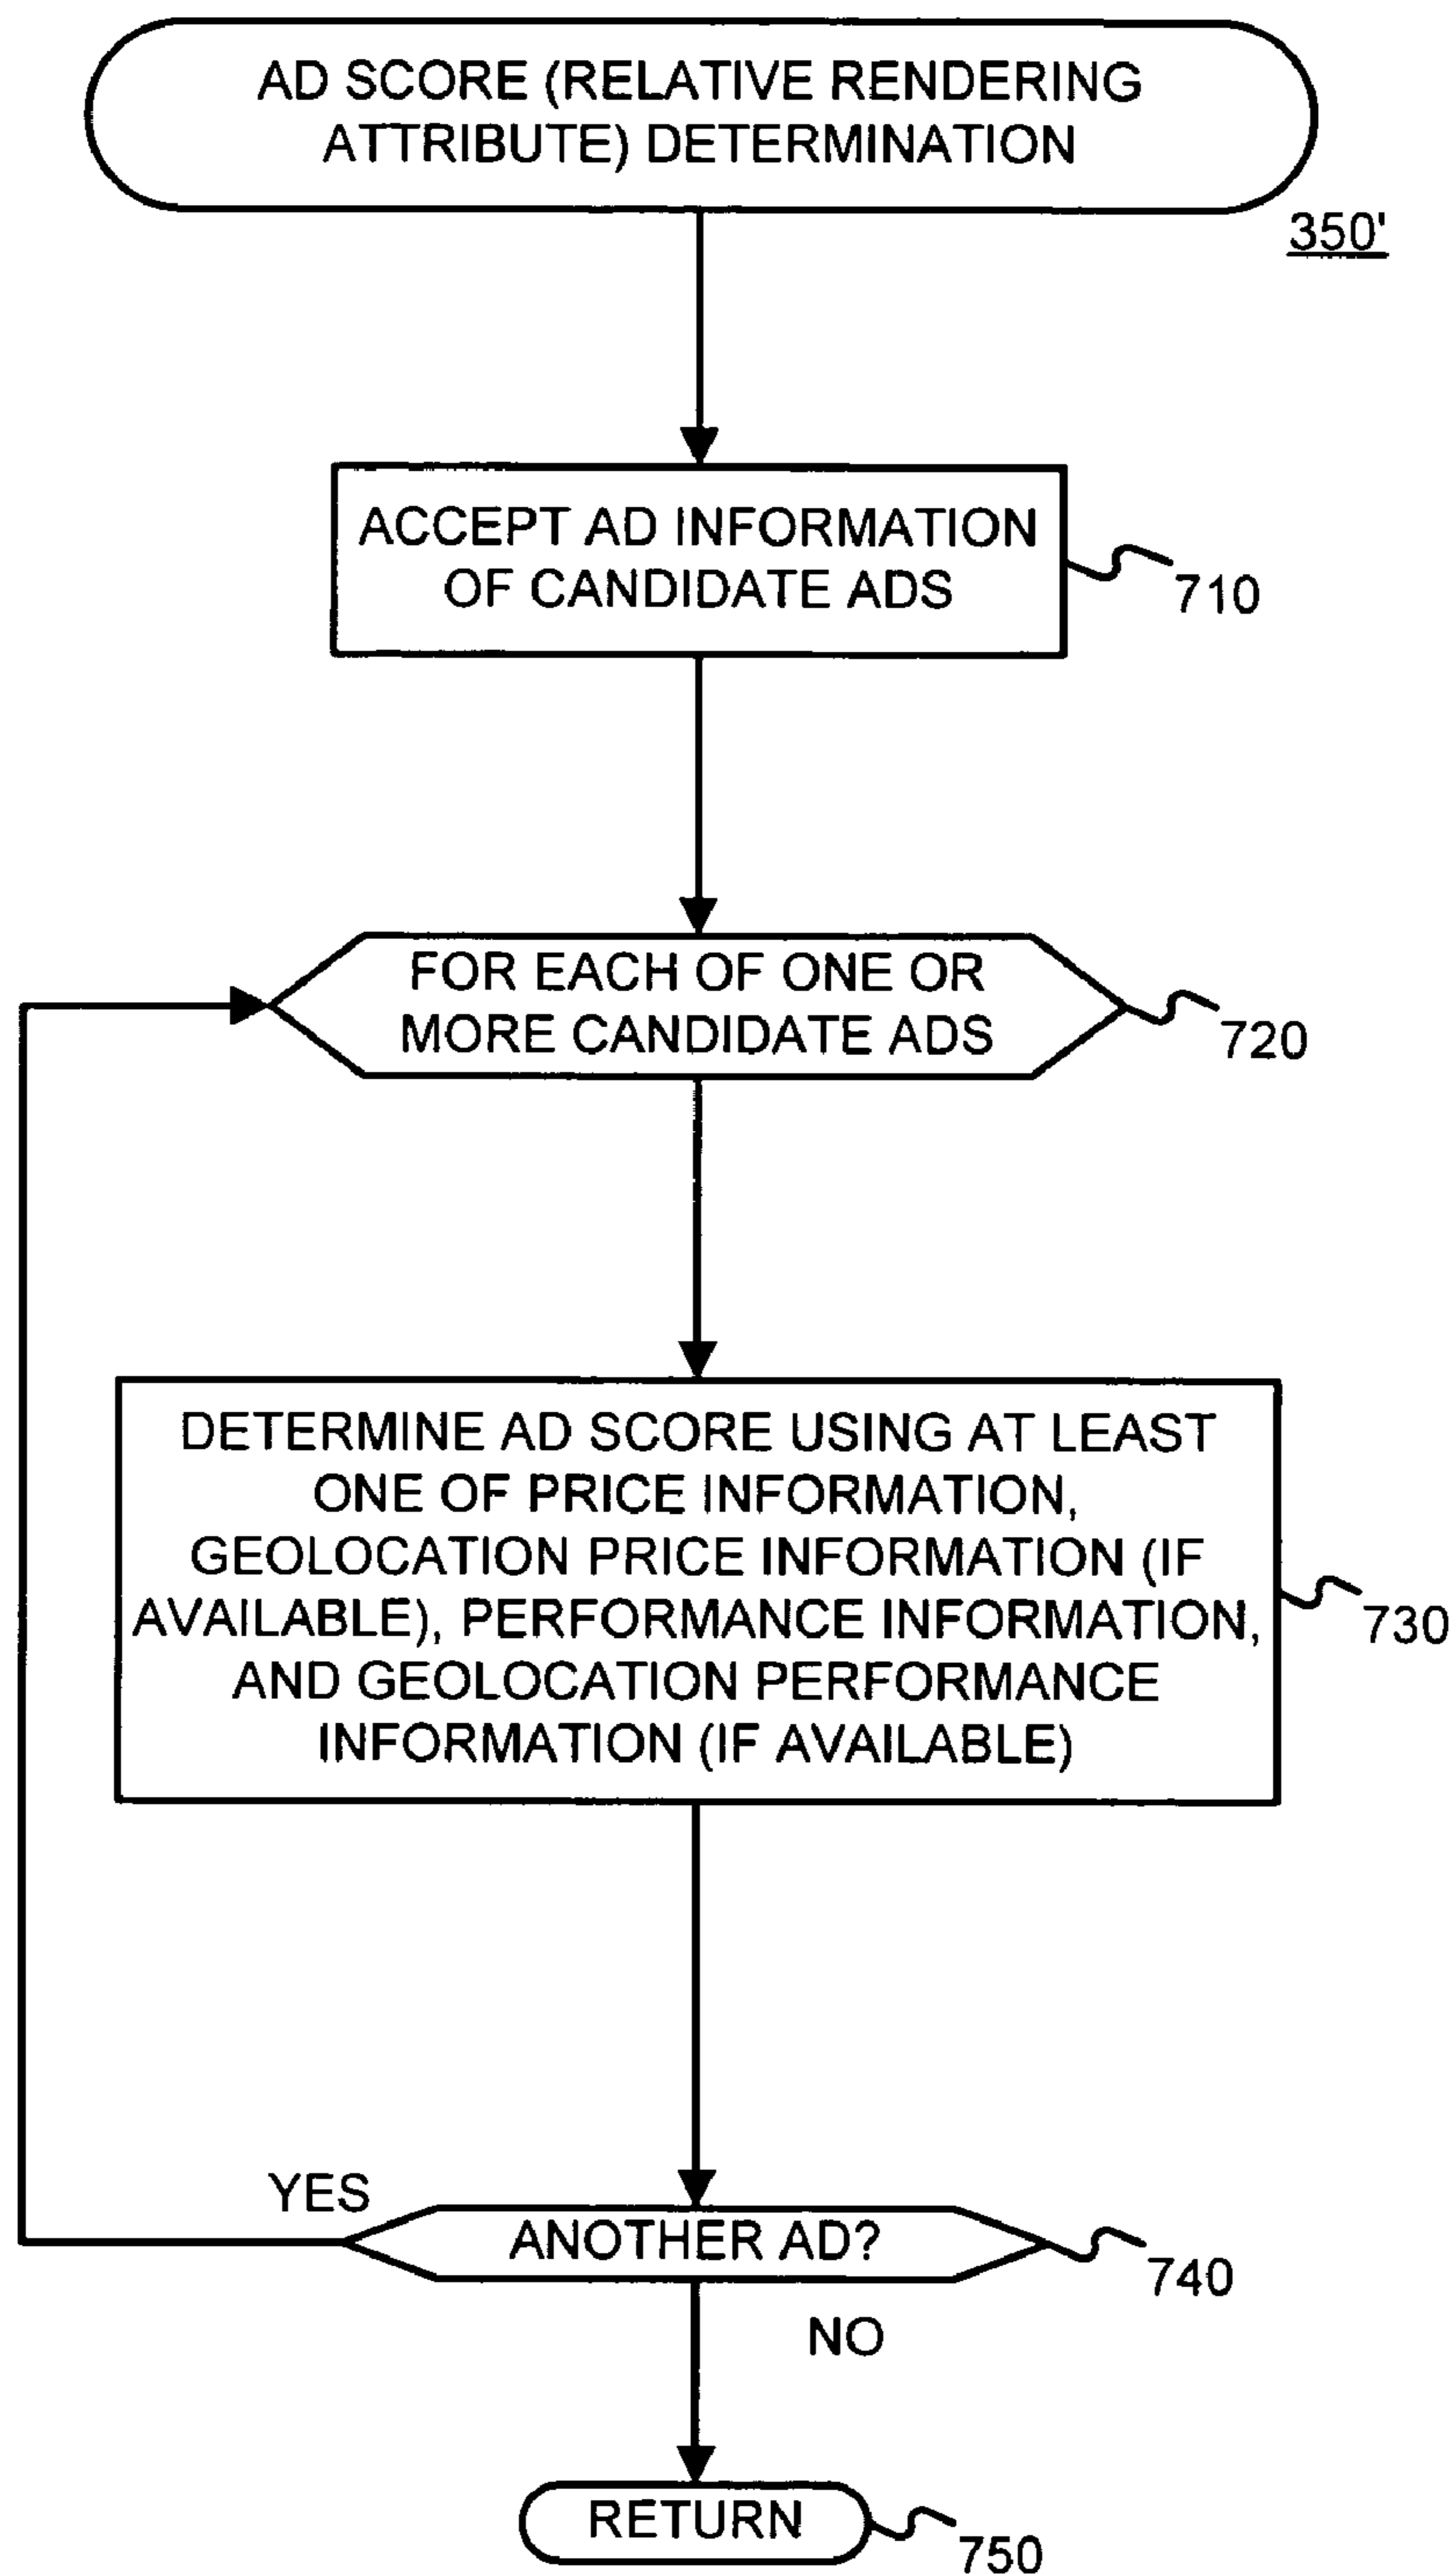 AD SCORE (RELATIVE RENDERING
ATTRIBUTE) DETERMINATION
350'
ACCEPT AD INFORMATION
OF CANDIDATE ADS
710
FOR EACH OF ONE OR
MORE CANDIDATE ADS
720
DETERMINE AD SCORE USING AT LEAST
ONE OF PRICE INFORMATION,
GEOLOCATION PRICE INFORMATION (IF
AVAILABLE), PERFORMANCE INFORMATION,
AND GEOLOCATION PERFORMANCE
INFORMATION (IF AVAILABLE)
730
YES
ANOTHER AD?
740
NO
RETURN
750